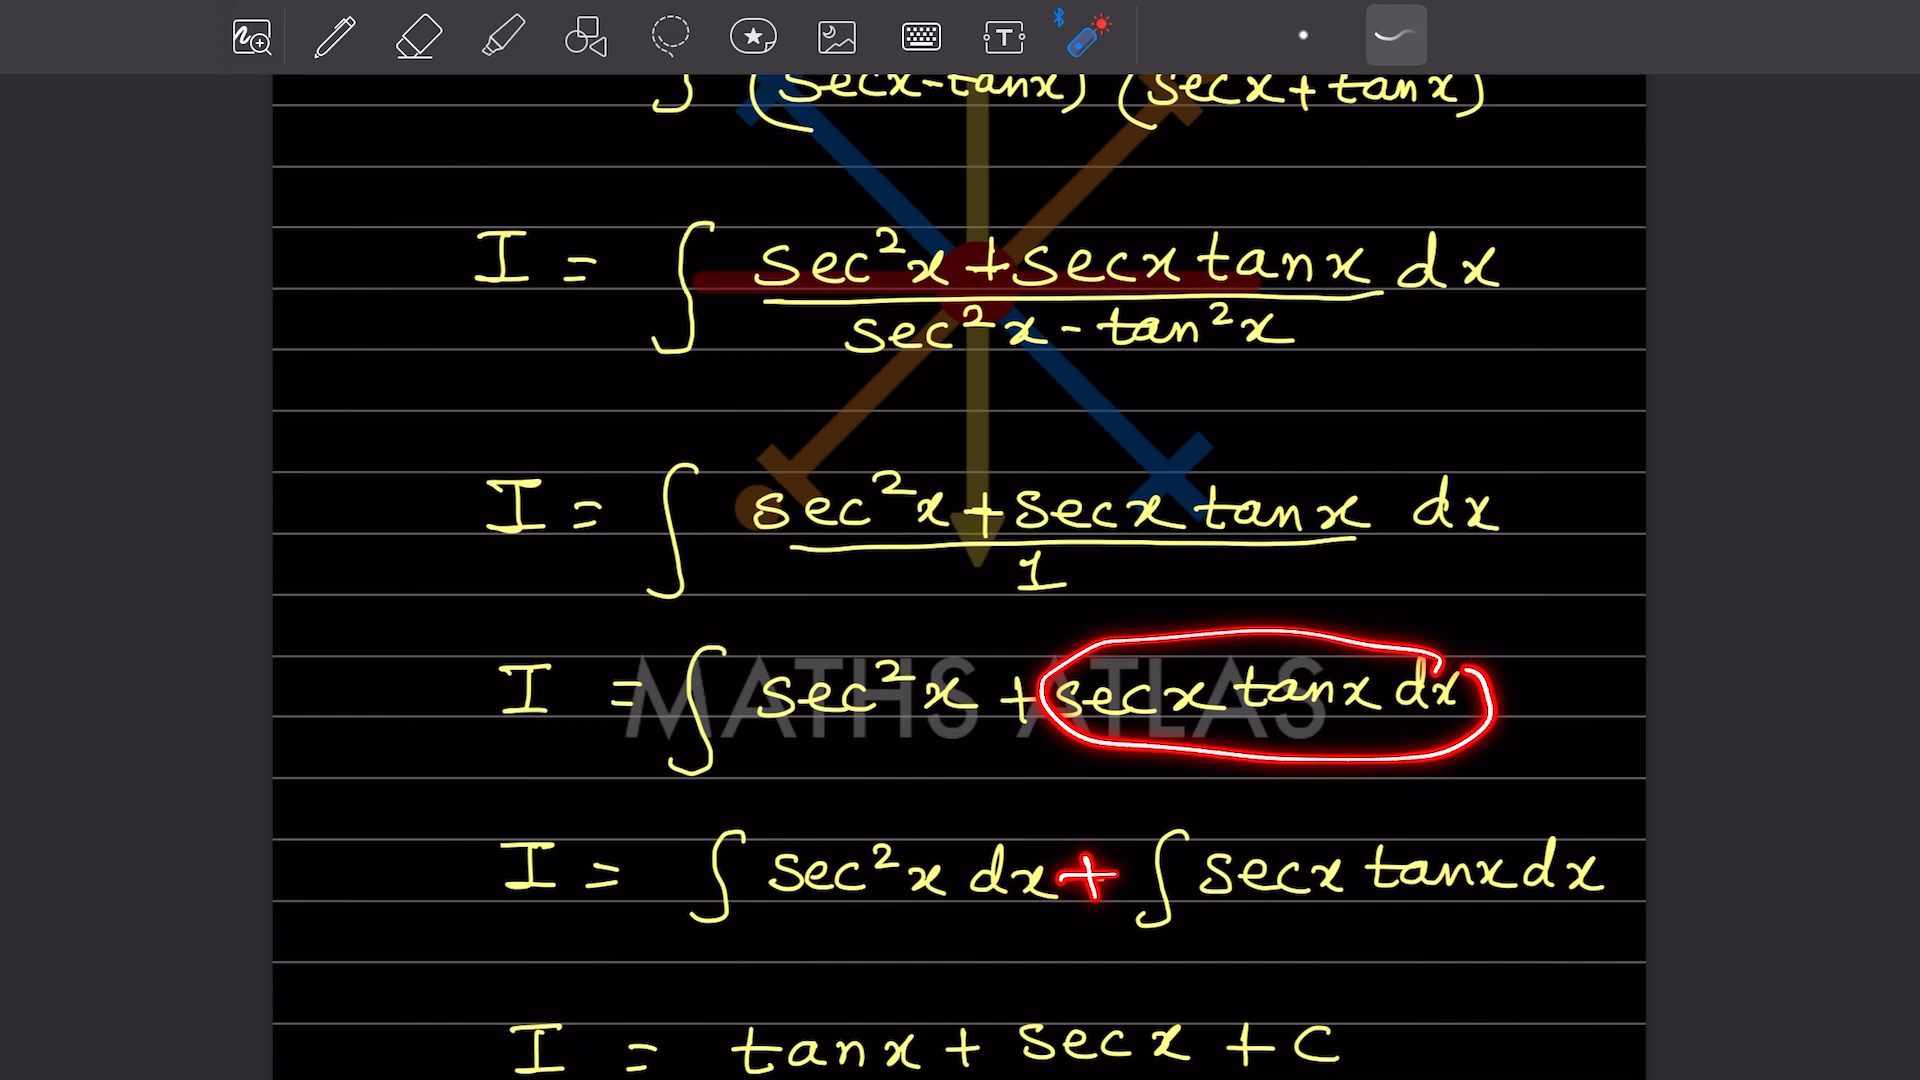 ∫ (secx-tanx) (secx+tanx)
I = ∫ sec²x + secx tanx dx
sec²x - tan²x
I = ∫ sec²x + secx tanx dx
1
I = ∫ sec²x + secx tanx dx
MATHS ATLAS
I = ∫ sec²x dx + ∫ secx tanx dx
I = tanx + secx + C